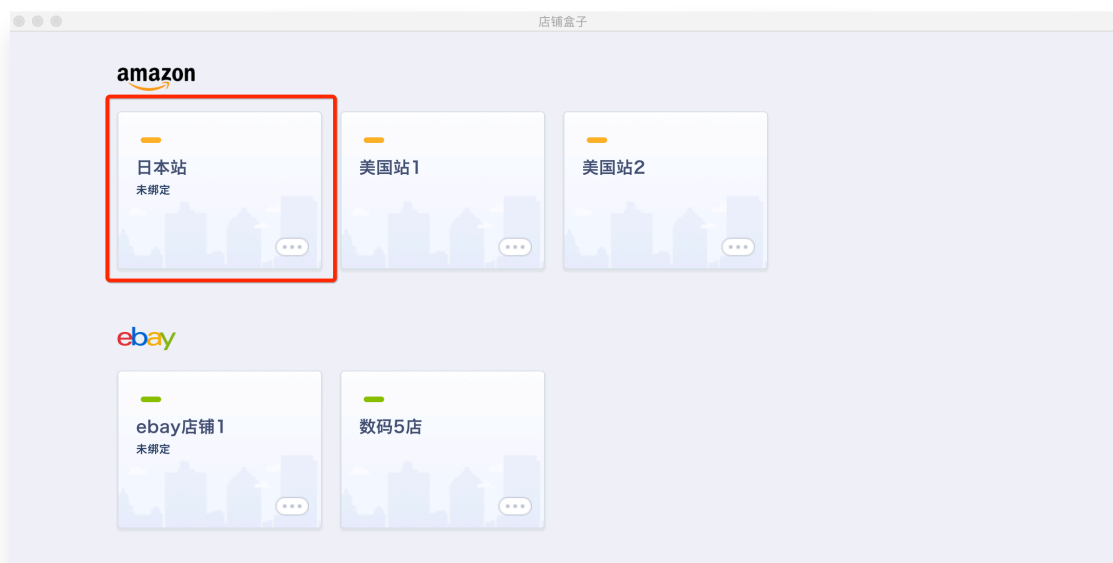 店铺盒子
amazon
日本站
未绑定
美国站1
美国站2
ebay
ebay店铺1
未绑定
数码5店